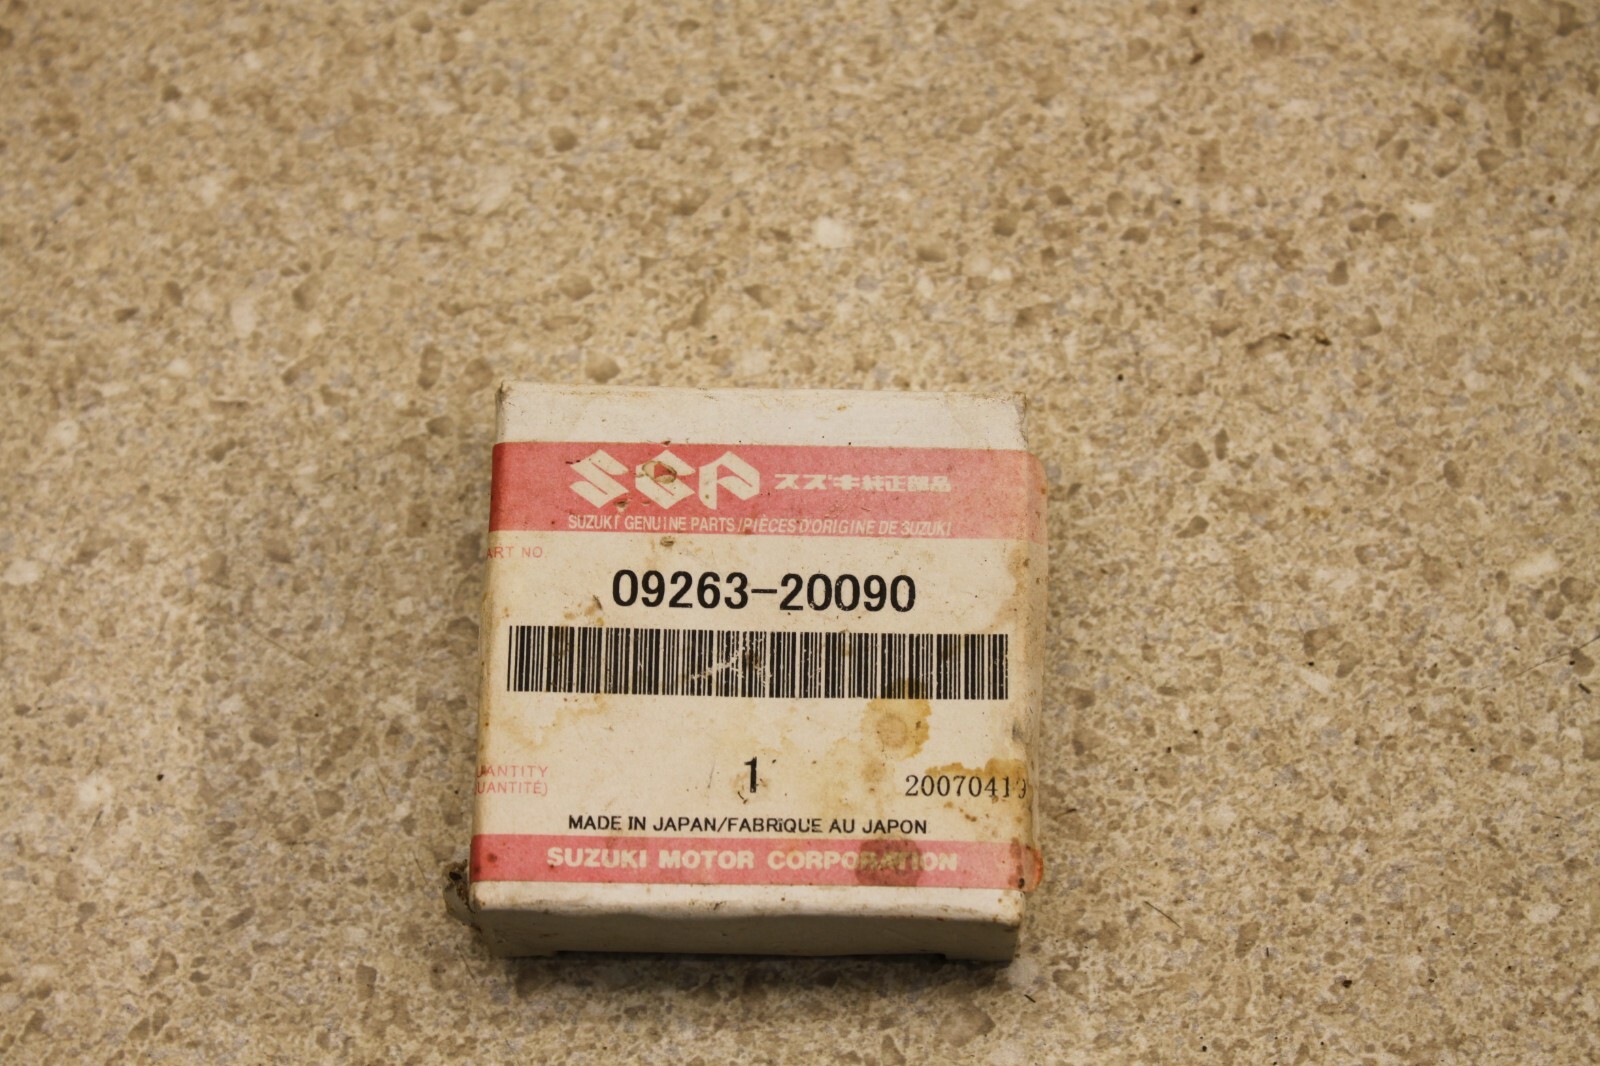 SGP スズキ純正部品
SUZUKI GENUINE PARTS/PIÈCES D'ORIGINE DE SUZUKI
ART NO.
09263-20090
UANTITY
UANTITÉ)
1
20070419
MADE IN JAPAN/FABRIQUE AU JAPON
SUZUKI MOTOR CORPORATION